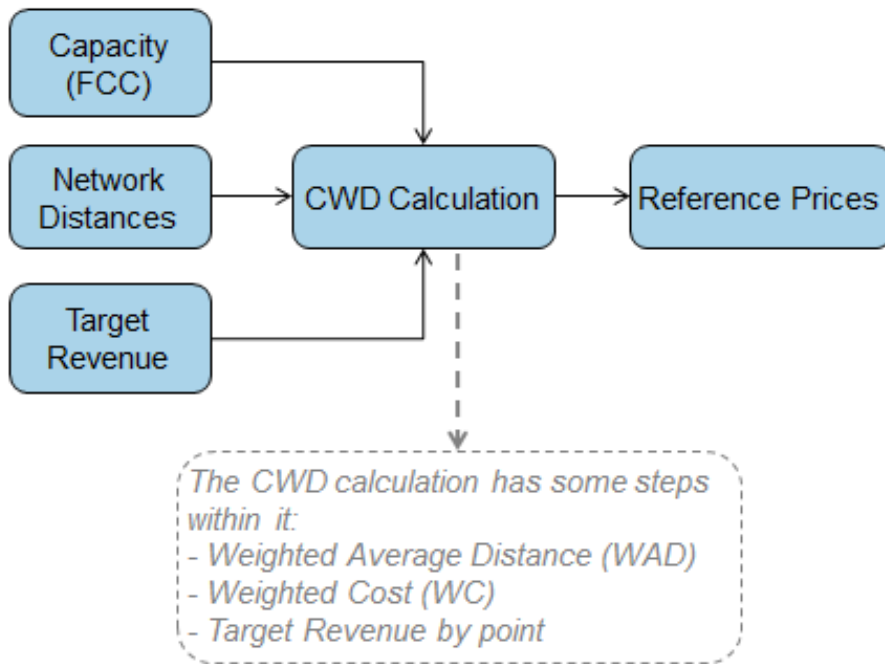 Capacity
(FCC)
Network
Distances
CWD Calculation
Reference Prices
Target
Revenue
The CWD calculation has some steps
within it:
- Weighted Average Distance (WAD)
- Weighted Cost (WC)
- Target Revenue by point